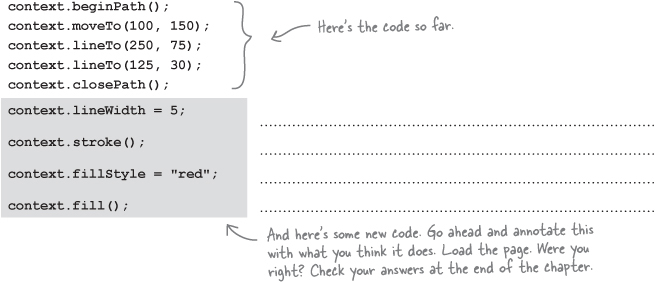 context.beginPath();
context.moveTo(100, 150);
context.lineTo(250, 75);
context.lineTo(125, 30);
context.closePath();
Here's the code so far.
context.lineWidth = 5;
context.stroke();
context.fillStyle = "red";
context.fill();
And here's some new code. Go ahead and annotate this
with what you think it does. Load the page. Were you
right? Check your answers at the end of the chapter.